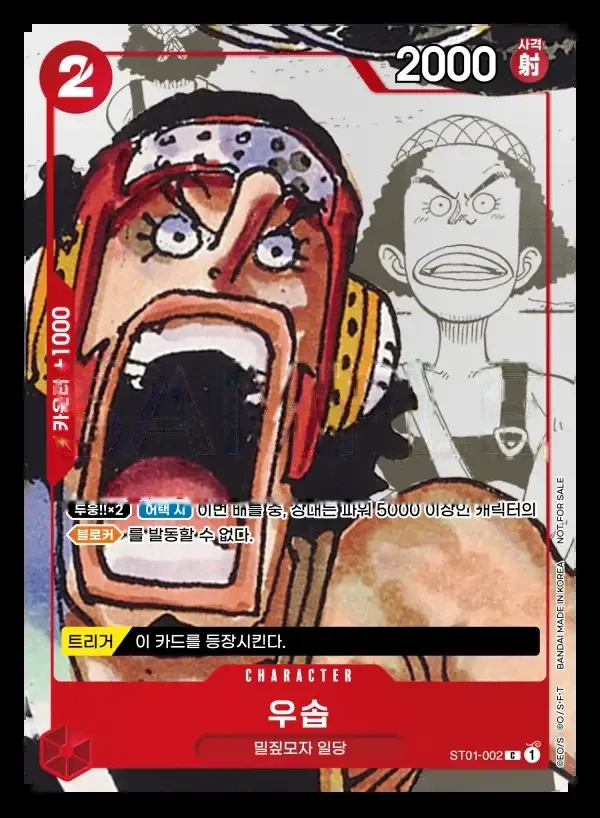 2
2000
사격
射
카운터 +1000
SAMPLE
두웅!!×2 어택 시 이번 배틀 중, 상대는 파워 5000 이상인 캐릭터의
블로커 를 발동할 수 없다.
트리거 이 카드를 등장시킨다.
CHARACTER
우솝
밀짚모자 일당
ST01-002 C 1
©EO/S ©O/S·F·T BANDAI MADE IN KOREA NOT FOR SALE